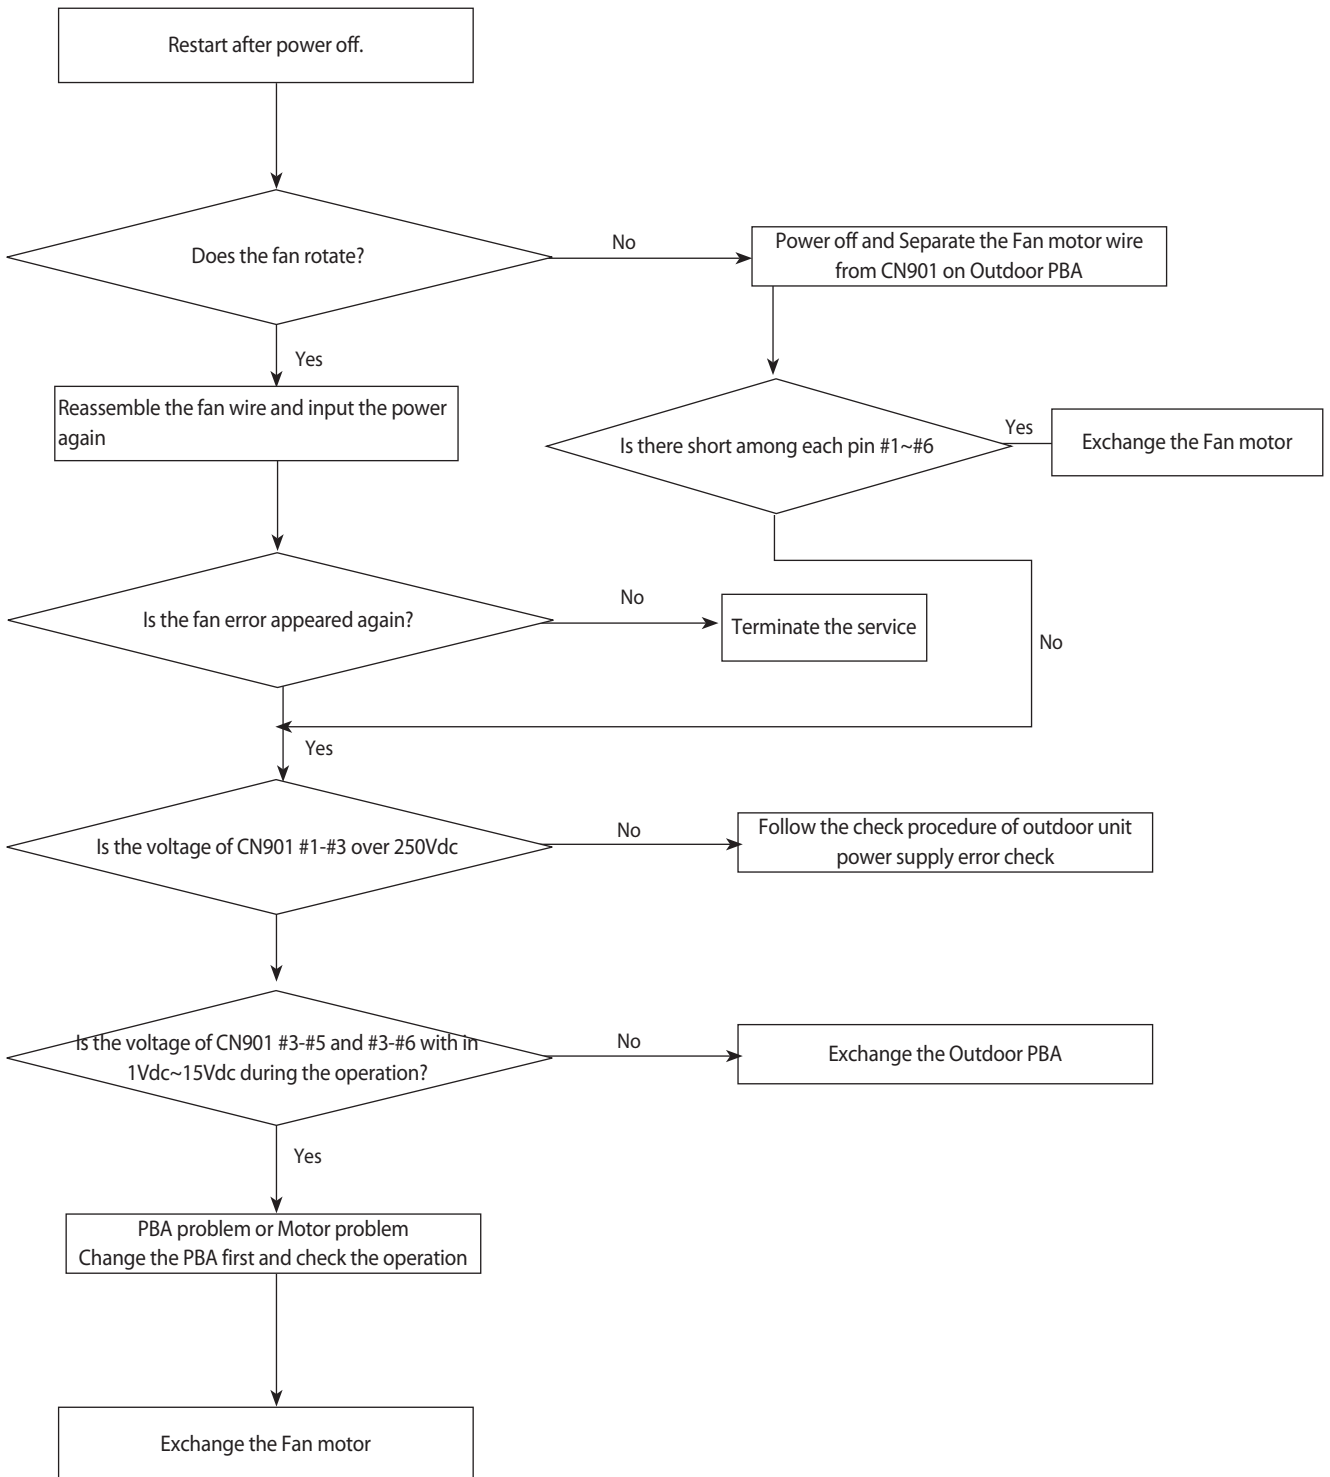 Restart after power off.
Does the fan rotate?
No
Power off and Separate the Fan motor wire
from CN901 on Outdoor PBA
Yes
Reassemble the fan wire and input the power
again
Is there short among each pin #1~#6
Yes
Exchange the Fan motor
Is the fan error appeared again?
No
Terminate the service
No
Yes
Is the voltage of CN901 #1-#3 over 250Vdc
No
Follow the check procedure of outdoor unit
power supply error check
Is the voltage of CN901 #3-#5 and #3-#6 with in
1Vdc~15Vdc during the operation?
No
Exchange the Outdoor PBA
Yes
PBA problem or Motor problem
Change the PBA first and check the operation
Exchange the Fan motor